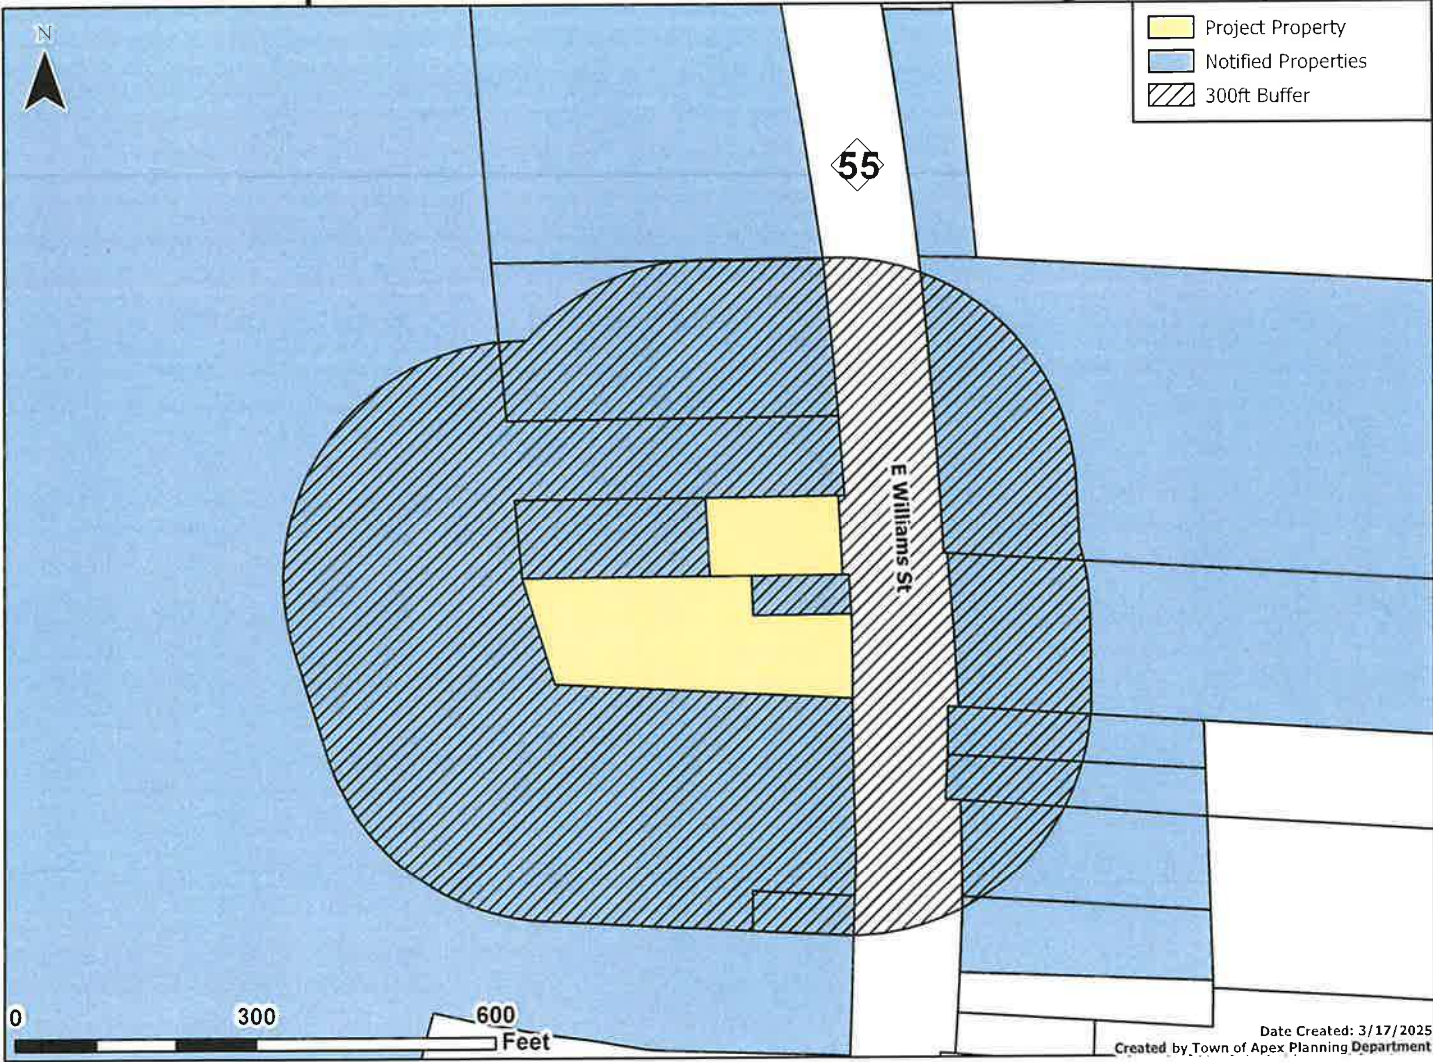 N
Project Property
Notified Properties
300ft Buffer
55
E Williams St
0 300 600
Feet
Date Created: 3/17/2025
Created by Town of Apex Planning Department